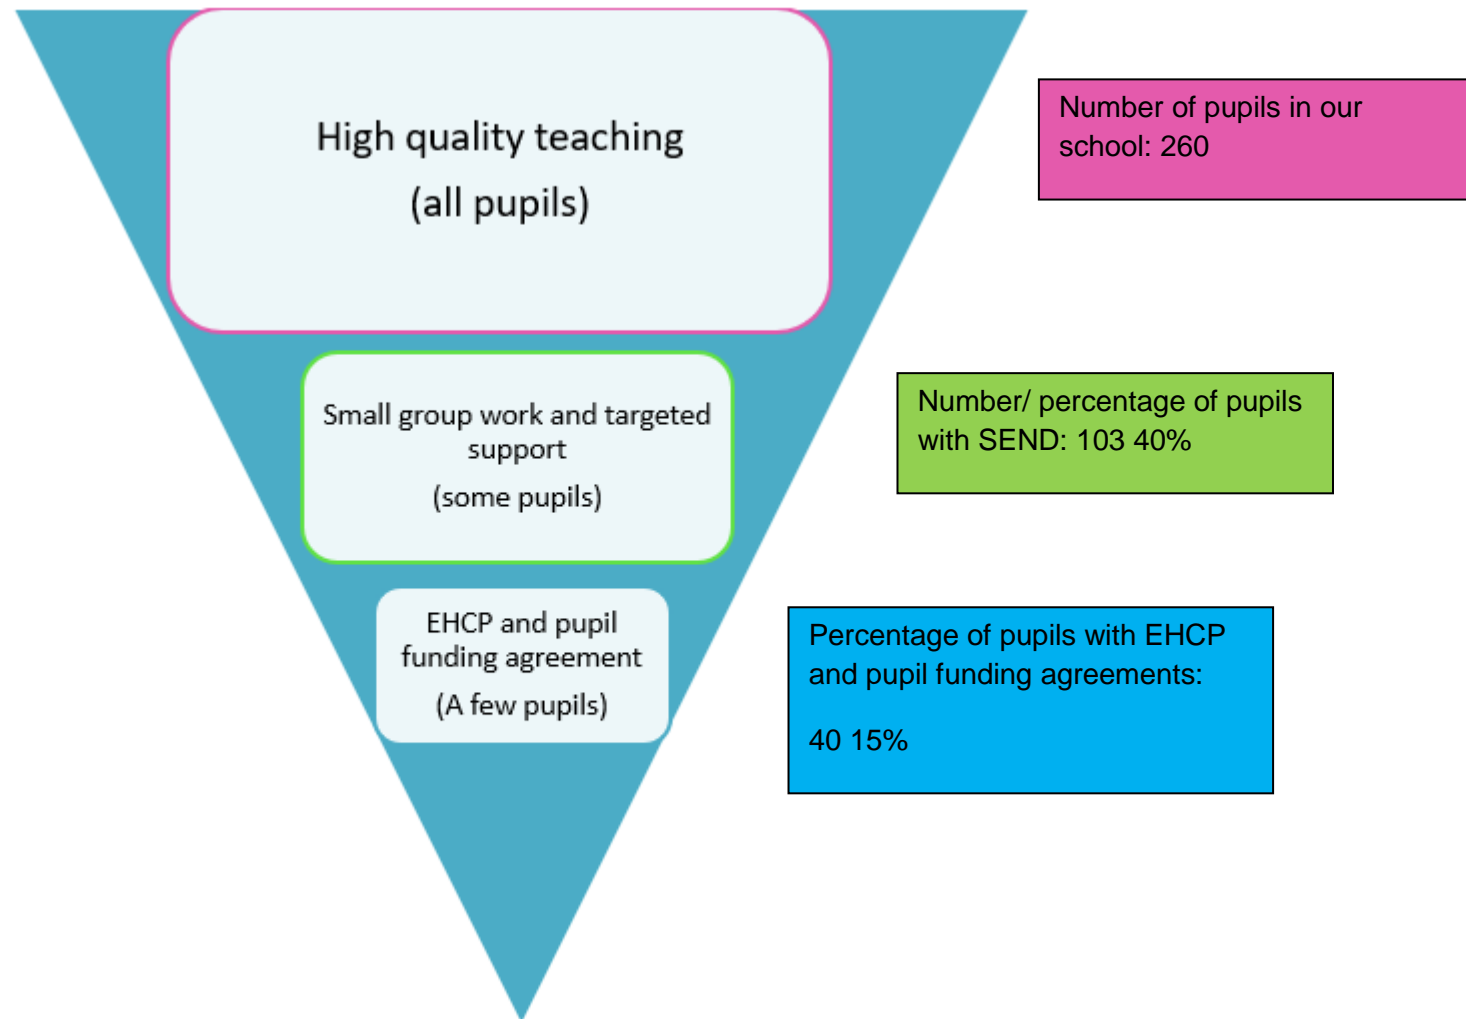 High quality teaching
(all pupils)
Number of pupils in our
school: 260
Small group work and targeted
support
(some pupils)
Number/ percentage of pupils
with SEND: 103 40%
EHCP and pupil
funding agreement
(A few pupils)
Percentage of pupils with EHCP
and pupil funding agreements:
40 15%